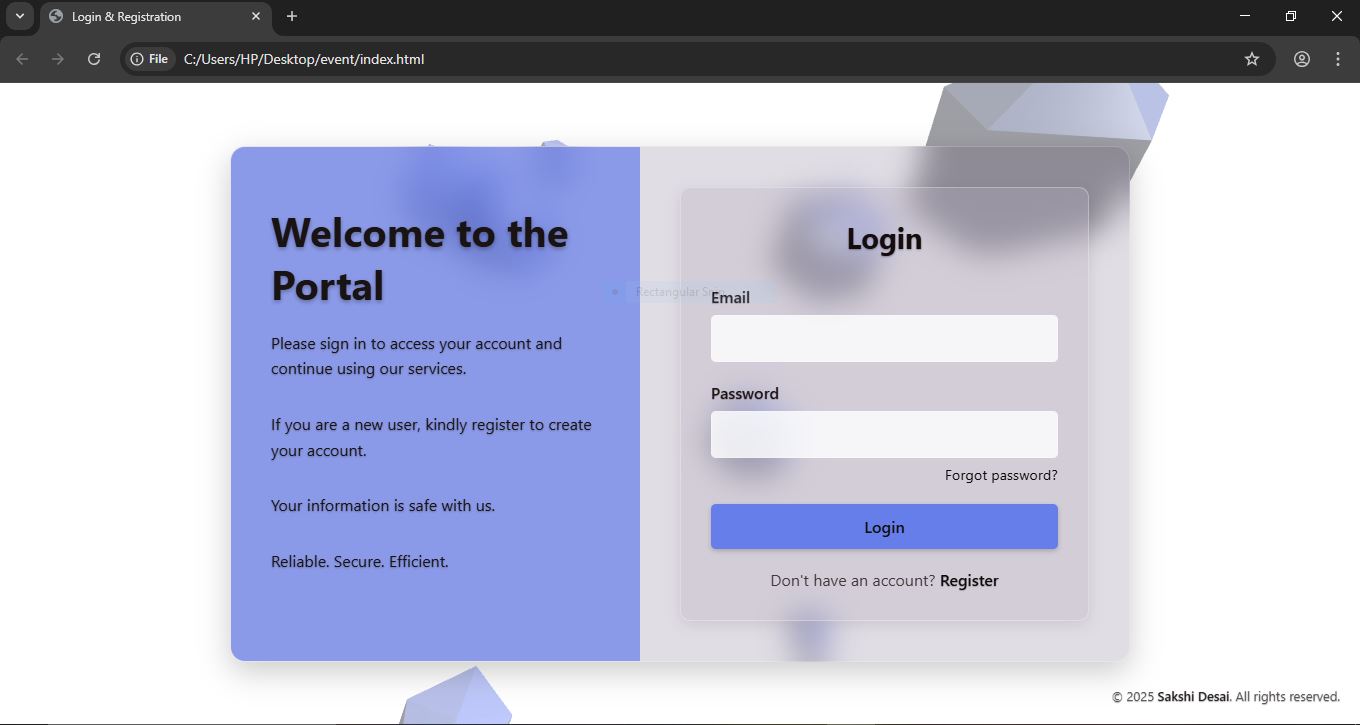 Login & Registration
File
C:/Users/HP/Desktop/event/index.html
Welcome to the
Portal
Please sign in to access your account and
continue using our services.
If you are a new user, kindly register to create
your account.
Your information is safe with us.
Reliable. Secure. Efficient.
Login
Rectangular
Email
Password
Forgot password?
Login
Don't have an account? Register
© 2025 Sakshi Desai. All rights reserved.